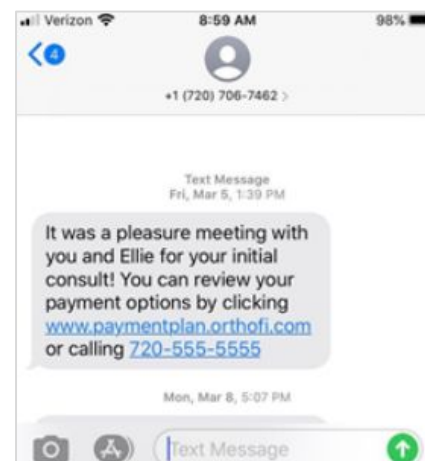 Verizon 8:59 AM 98%
4
+1 (720) 706-7462 >
Text Message
Fri, Mar 5, 1:39 PM
It was a pleasure meeting with
you and Ellie for your initial
consult! You can review your
payment options by clicking
www.paymentplan.orthofi.com
or calling 720-555-5555
Mon, Mar 8, 5:07 PM
Text Message